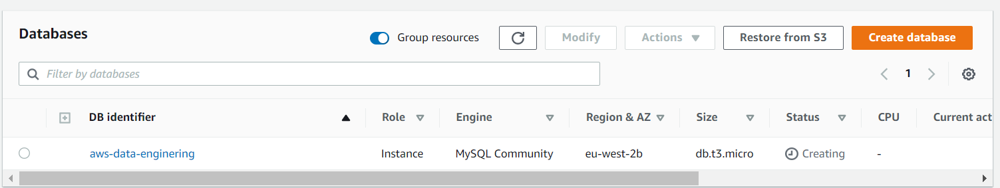 Databases
Group resources
Modify
Actions
Restore from S3
Create database
Filter by databases
1
DB identifier Role Engine Region & AZ Size Status CPU Current act
aws-data-enginering Instance MySQL Community eu-west-2b db.t3.micro Creating -